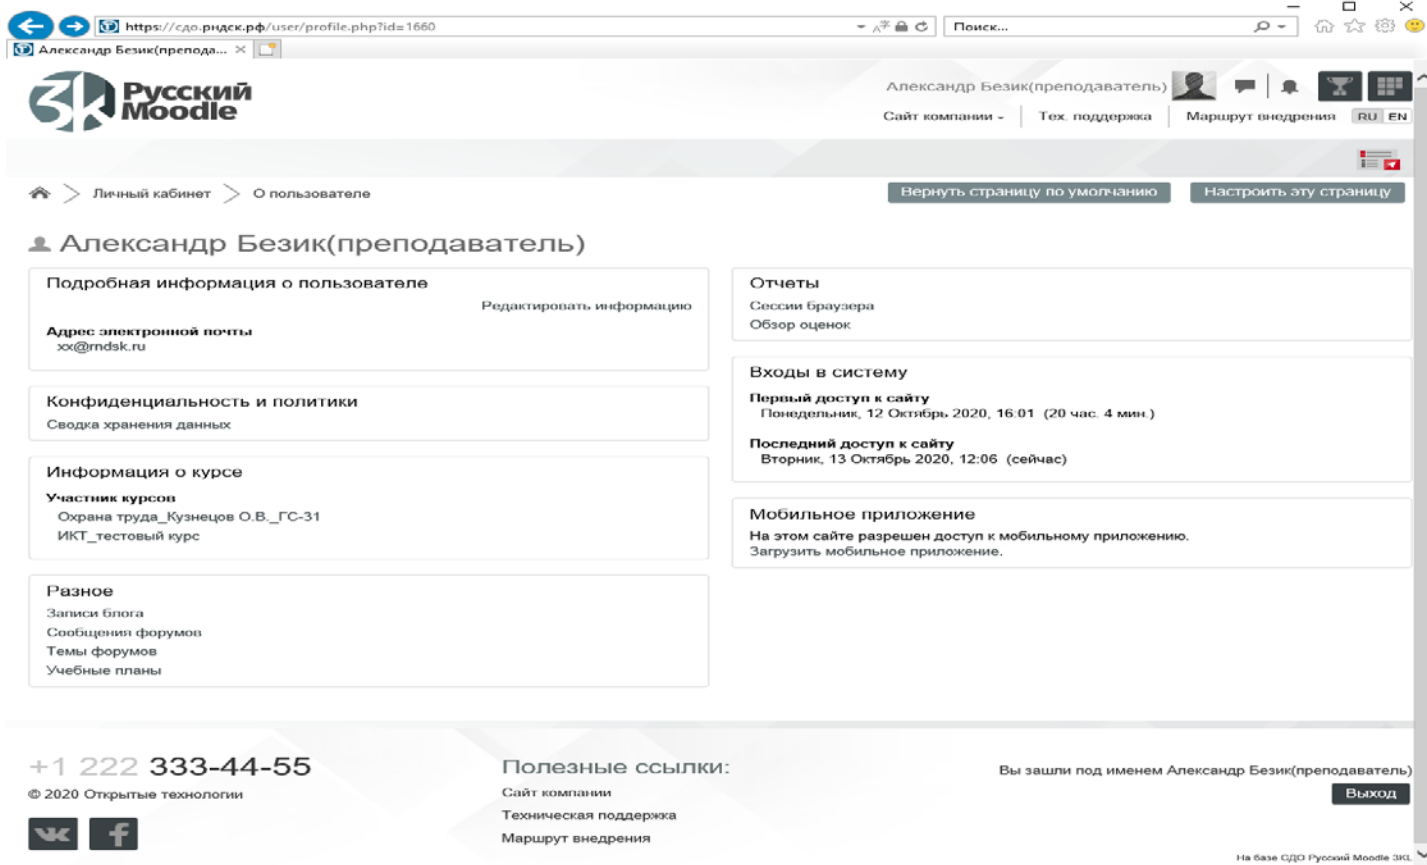 https://сдо.рндск.рф/user/profile.php?id=1660
Поиск...
Александр Безик(препода...
3k Русский Moodle
Александр Безик(преподаватель)
Сайт компании
Тех. поддержка
Маршрут внедрения
RU EN
Личный кабинет
О пользователе
Вернуть страницу по умолчанию
Настроить эту страницу
Александр Безик(преподаватель)
Подробная информация о пользователе
Редактировать информацию
Адрес электронной почты
xx@rndsk.ru
Конфиденциальность и политики
Сводка хранения данных
Информация о курсе
Участник курсов
Охрана труда_Кузнецов О.В._ГС-31
ИКТ_тестовый курс
Разное
Записи блога
Сообщения форумов
Темы форумов
Учебные планы
Отчеты
Сессии браузера
Обзор оценок
Входы в систему
Первый доступ к сайту
Понедельник, 12 Октябрь 2020, 16:01 (20 час. 4 мин.)
Последний доступ к сайту
Вторник, 13 Октябрь 2020, 12:06 (сейчас)
Мобильное приложение
На этом сайте разрешен доступ к мобильному приложению.
Загрузить мобильное приложение.
+1 222 333-44-55
© 2020 Открытые технологии
Полезные ссылки:
Сайт компании
Техническая поддержка
Маршрут внедрения
Вы зашли под именем Александр Безик(преподаватель)
Выход
На базе СДО Русский Moodle 3KL